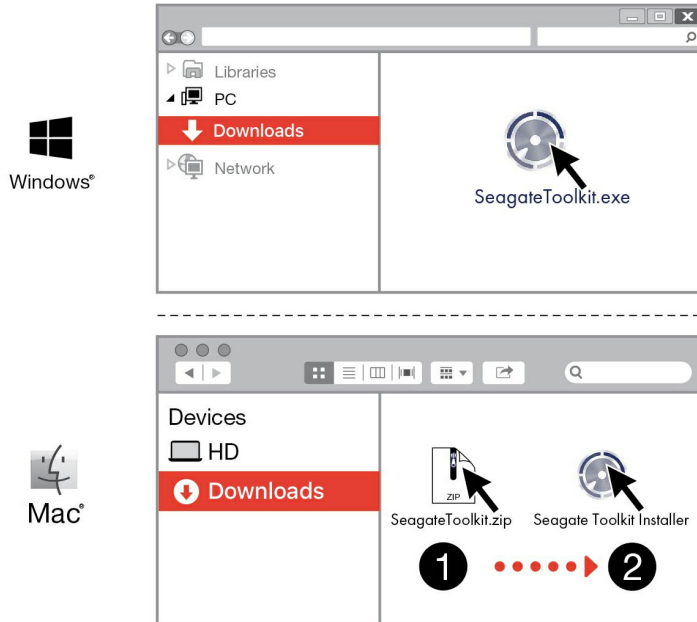 Libraries
PC
Downloads
Network
Windows®
SeagateToolkit.exe
Devices
HD
Downloads
Mac®
ZIP
SeagateToolkit.zip
Seagate Toolkit Installer
1
2